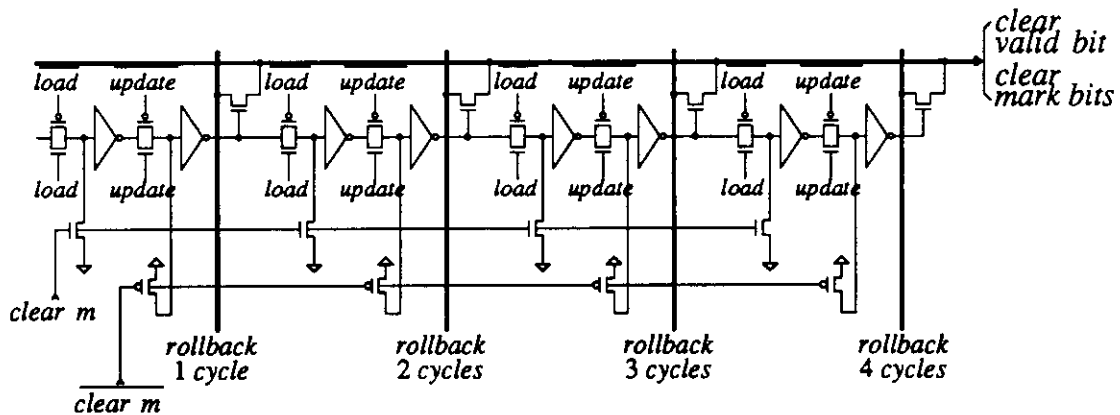 clear
valid bit
clear
mark bits
load update load update load update load update
load update load update load update load update
clear m
rollback
1 cycle
rollback
2 cycles
rollback
3 cycles
rollback
4 cycles
clear m